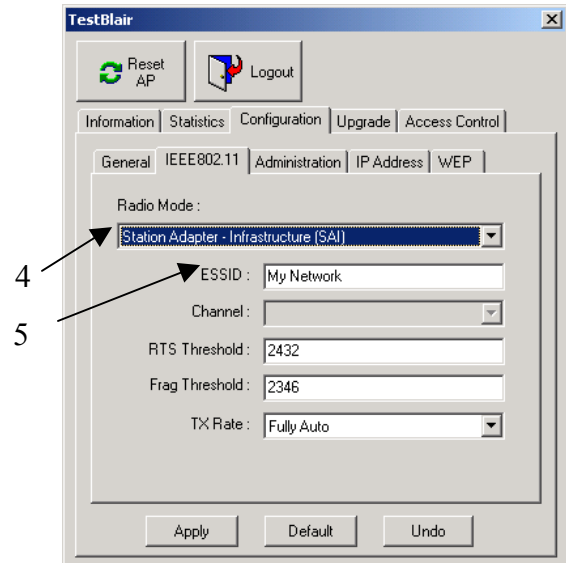 TestBlair
Reset AP
Logout
Information Statistics Configuration Upgrade Access Control
General IEEE802.11 Administration IP Address WEP
Radio Mode :
4
Station Adapter - Infrastructure (SAI)
5
ESSID : My Network
Channel :
RTS Threshold : 2432
Frag Threshold : 2346
TX Rate : Fully Auto
Apply Default Undo